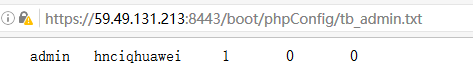 https://59.49.131.213:8443/boot/phpConfig/tb_admin.txt
admin hnciqhuawei 1 0 0